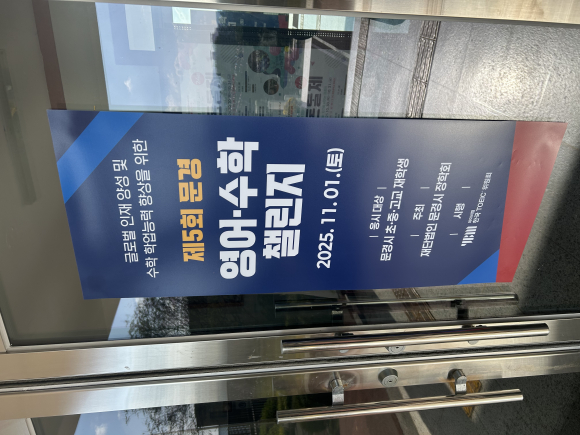 글로벌 인재 양성 및
수학 학업능력 향상을 위한
제5회 문경
영어·수학
챌린지
2025. 11. 01.(토)
| 응시대상 |
문경시 초·중·고교 재학생
| 주최 |
재단법인 문경시 장학회
| 시행 |
YBM 한국 TOEIC 위원회